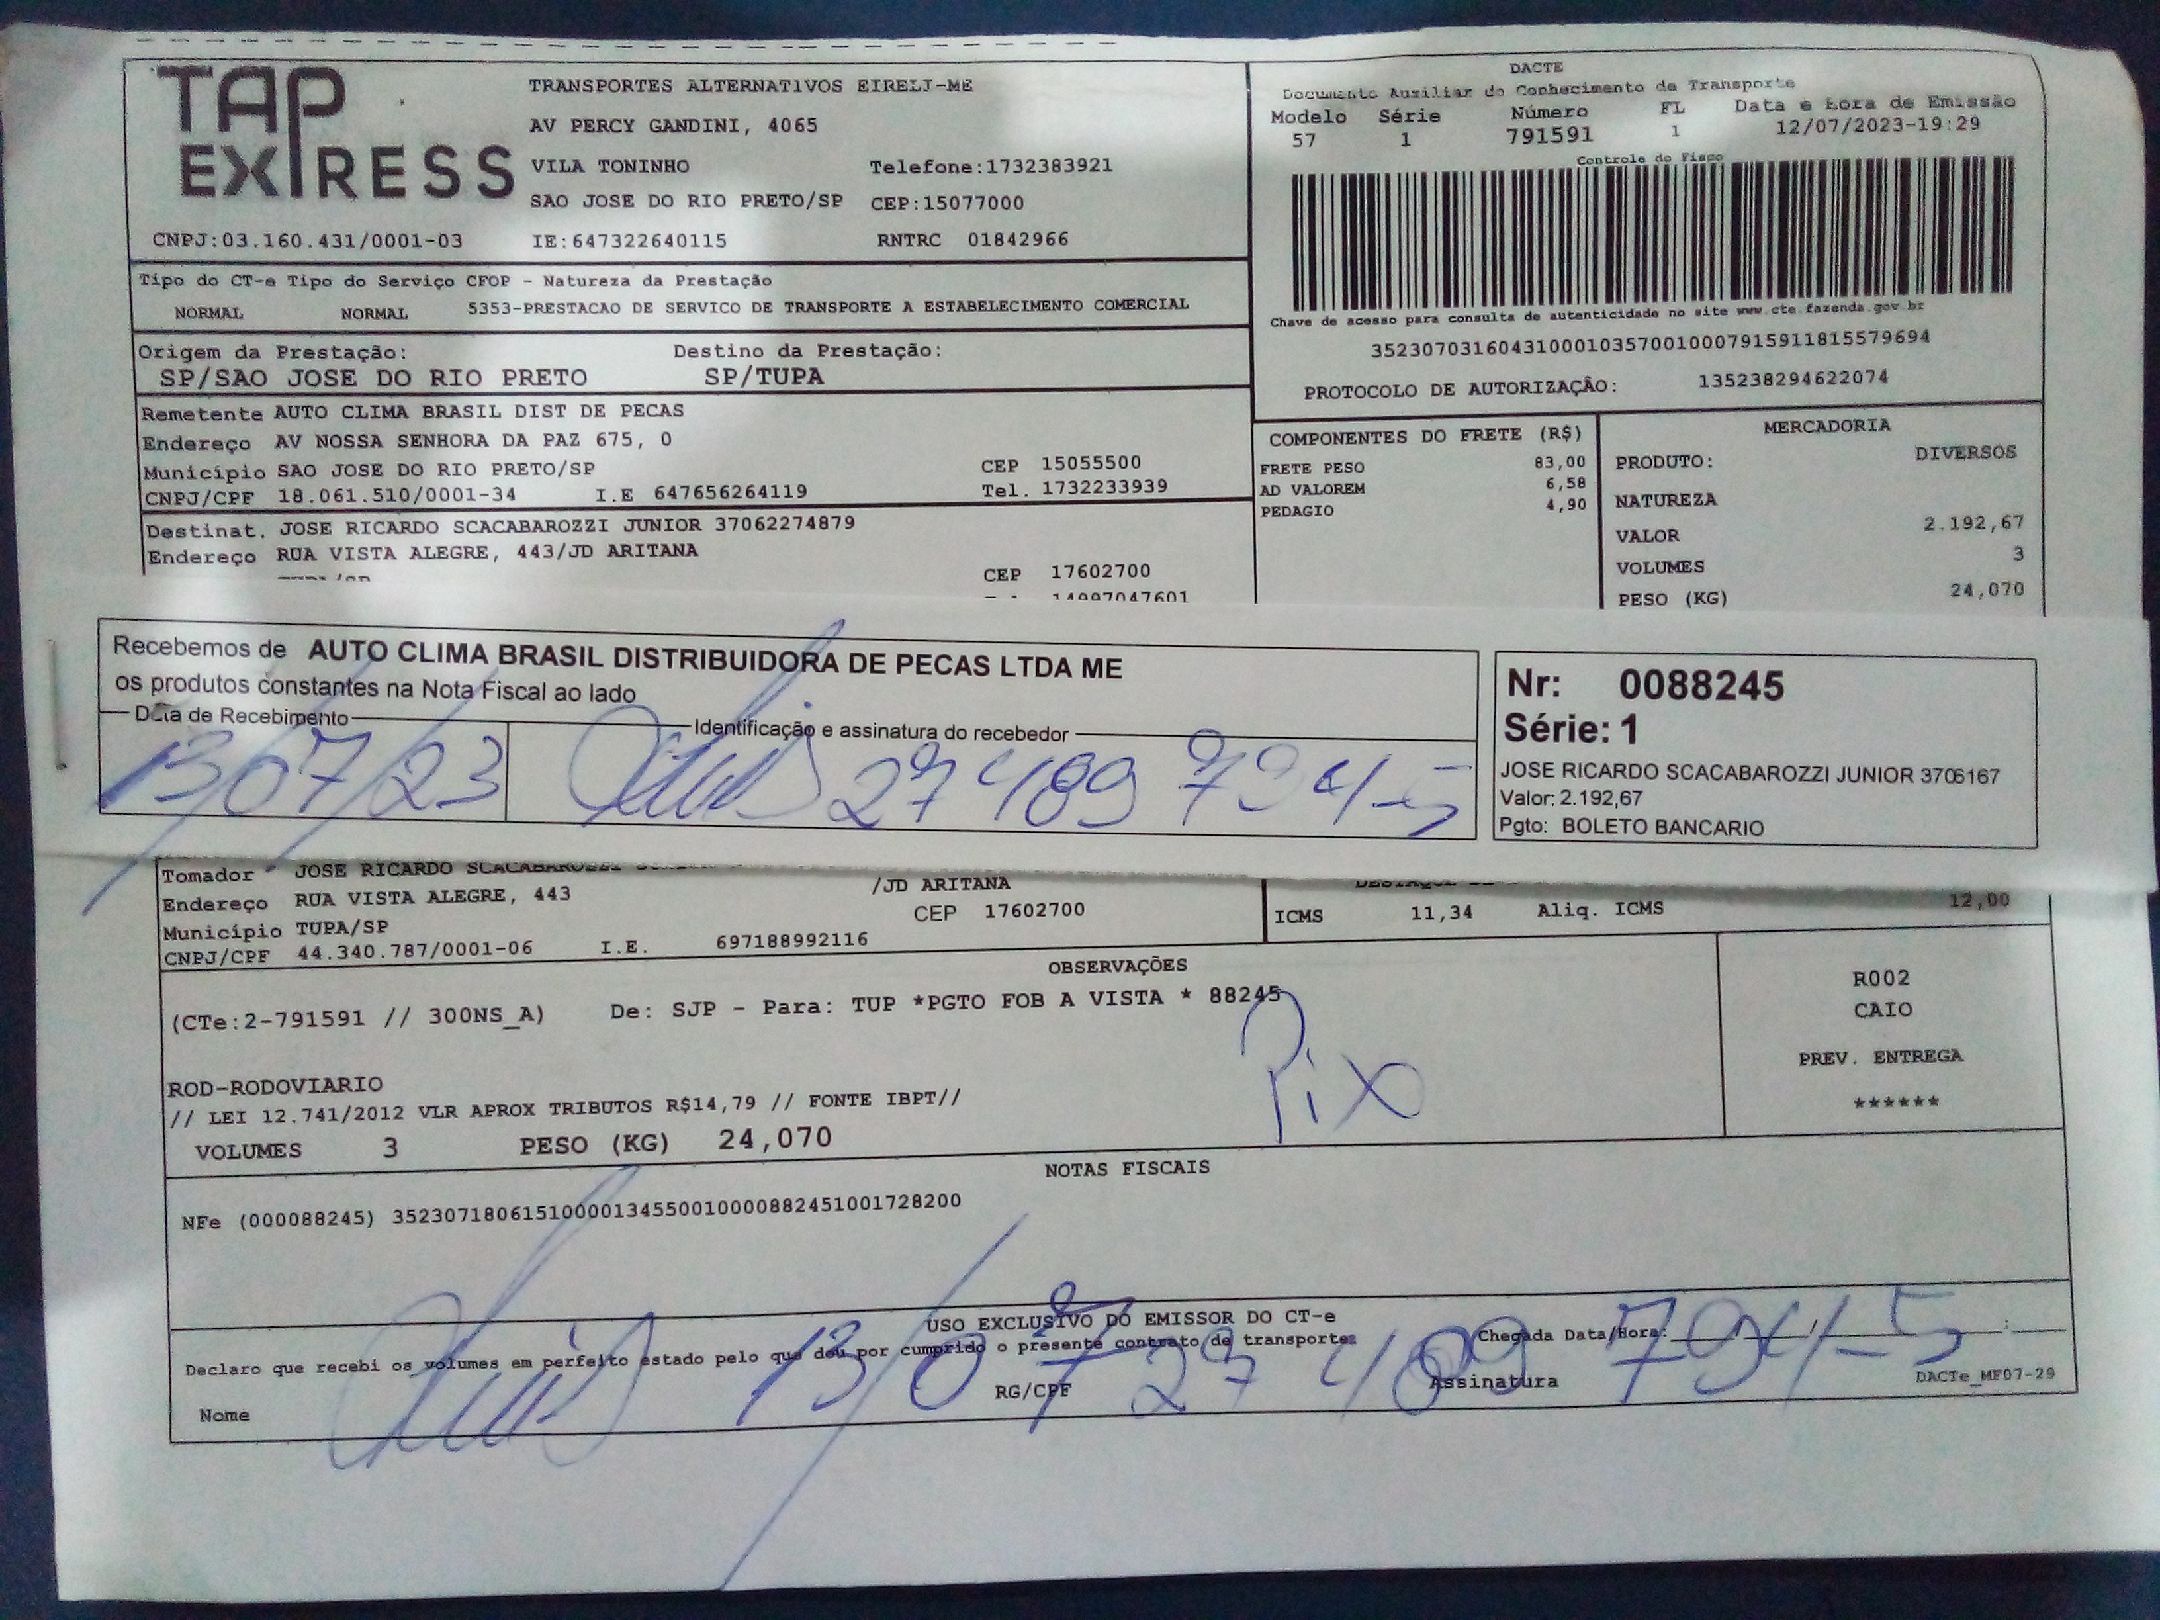 TAP EXPRESS
TRANSPORTES ALTERNATIVOS EIRELI-ME
AV PERCY GANDINI, 4065
VILA TONINHO Telefone:1732383921
SAO JOSE DO RIO PRETO/SP CEP:15077000
CNPJ:03.160.431/0001-03 IE:647322640115 RNTRC 01842966
DACTE
Documento Auxiliar do Conhecimento de Transporte
Modelo Série Número FL Data e hora de Emissão
57 1 791591 1 12/07/2023-19:29
Controle do Fisco
Chave de acesso para consulta de autenticidade no site www.cte.fazenda.gov.br
35230703160431000103570010007915911815579694
PROTOCOLO DE AUTORIZAÇÃO: 135238294622074
Tipo do CT-e Tipo do Serviço CFOP - Natureza da Prestação
NORMAL NORMAL 5353-PRESTACAO DE SERVICO DE TRANSPORTE A ESTABELECIMENTO COMERCIAL
Origem da Prestação: Destino da Prestação:
SP/SAO JOSE DO RIO PRETO SP/TUPA
Remetente AUTO CLIMA BRASIL DIST DE PECAS
Endereço AV NOSSA SENHORA DA PAZ 675, 0
Município SAO JOSE DO RIO PRETO/SP CEP 15055500
CNPJ/CPF 18.061.510/0001-34 I.E 647656264119 Tel. 1732233939
Destinat. JOSE RICARDO SCACABAROZZI JUNIOR 37062274879
Endereço RUA VISTA ALEGRE, 443/JD ARITANA
CEP 17602700
14997047601
COMPONENTES DO FRETE (R$)
FRETE PESO 83,00
AD VALOREM 6,58
PEDAGIO 4,90
MERCADORIA
PRODUTO: DIVERSOS
NATUREZA
VALOR 2.192,67
VOLUMES 3
PESO (KG) 24,070
Recebemos de AUTO CLIMA BRASIL DISTRIBUIDORA DE PECAS LTDA ME
os produtos constantes na Nota Fiscal ao lado
Data de Recebimento Identificação e assinatura do recebedor
13/07/23 27 489 794-5
Nr: 0088245
Série: 1
JOSE RICARDO SCACABAROZZI JUNIOR 3706167
Valor: 2.192,67
Pgto: BOLETO BANCARIO
Tomador JOSE RICARDO SCACABAROZZI
Endereço RUA VISTA ALEGRE, 443 /JD ARITANA
Município TUPA/SP CEP 17602700
CNPJ/CPF 44.340.787/0001-06 I.E. 697188992116
ICMS 11,34 Aliq. ICMS 12,00
OBSERVAÇÕES
(CTe:2-791591 // 300NS_A) De: SJP - Para: TUP *PGTO FOB A VISTA * 88245
Pix
ROD-RODOVIARIO
// LEI 12.741/2012 VLR APROX TRIBUTOS R$14,79 // FONTE IBPT//
VOLUMES 3 PESO (KG) 24,070
R002
CAIO
PREV. ENTREGA
******
NOTAS FISCAIS
NFe (000088245) 35230718061510000134550010000882451001728200
USO EXCLUSIVO DO EMISSOR DO CT-e
Declaro que recebi os volumes em perfeito estado pelo que dou por cumprido o presente contrato de transporte Chegada Data/Hora:
13/07 27 489 794-5
Nome RG/CPF Assinatura DACTe_MF07-29